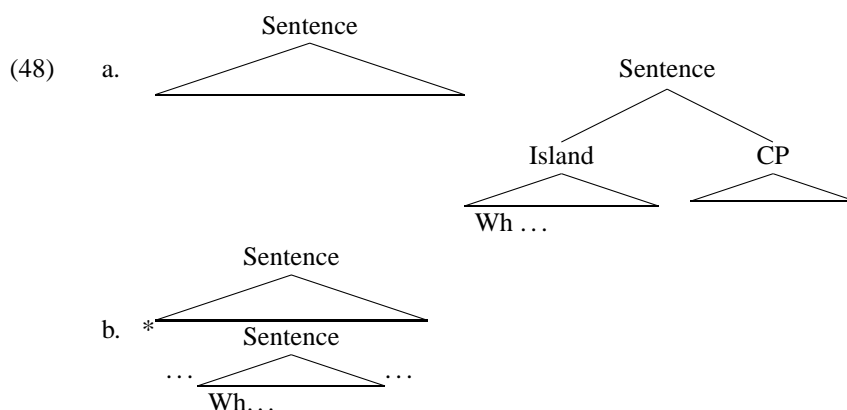 Sentence
(48) a. Sentence
Island CP
Wh ...
Sentence
b. * Sentence
... ...
Wh...